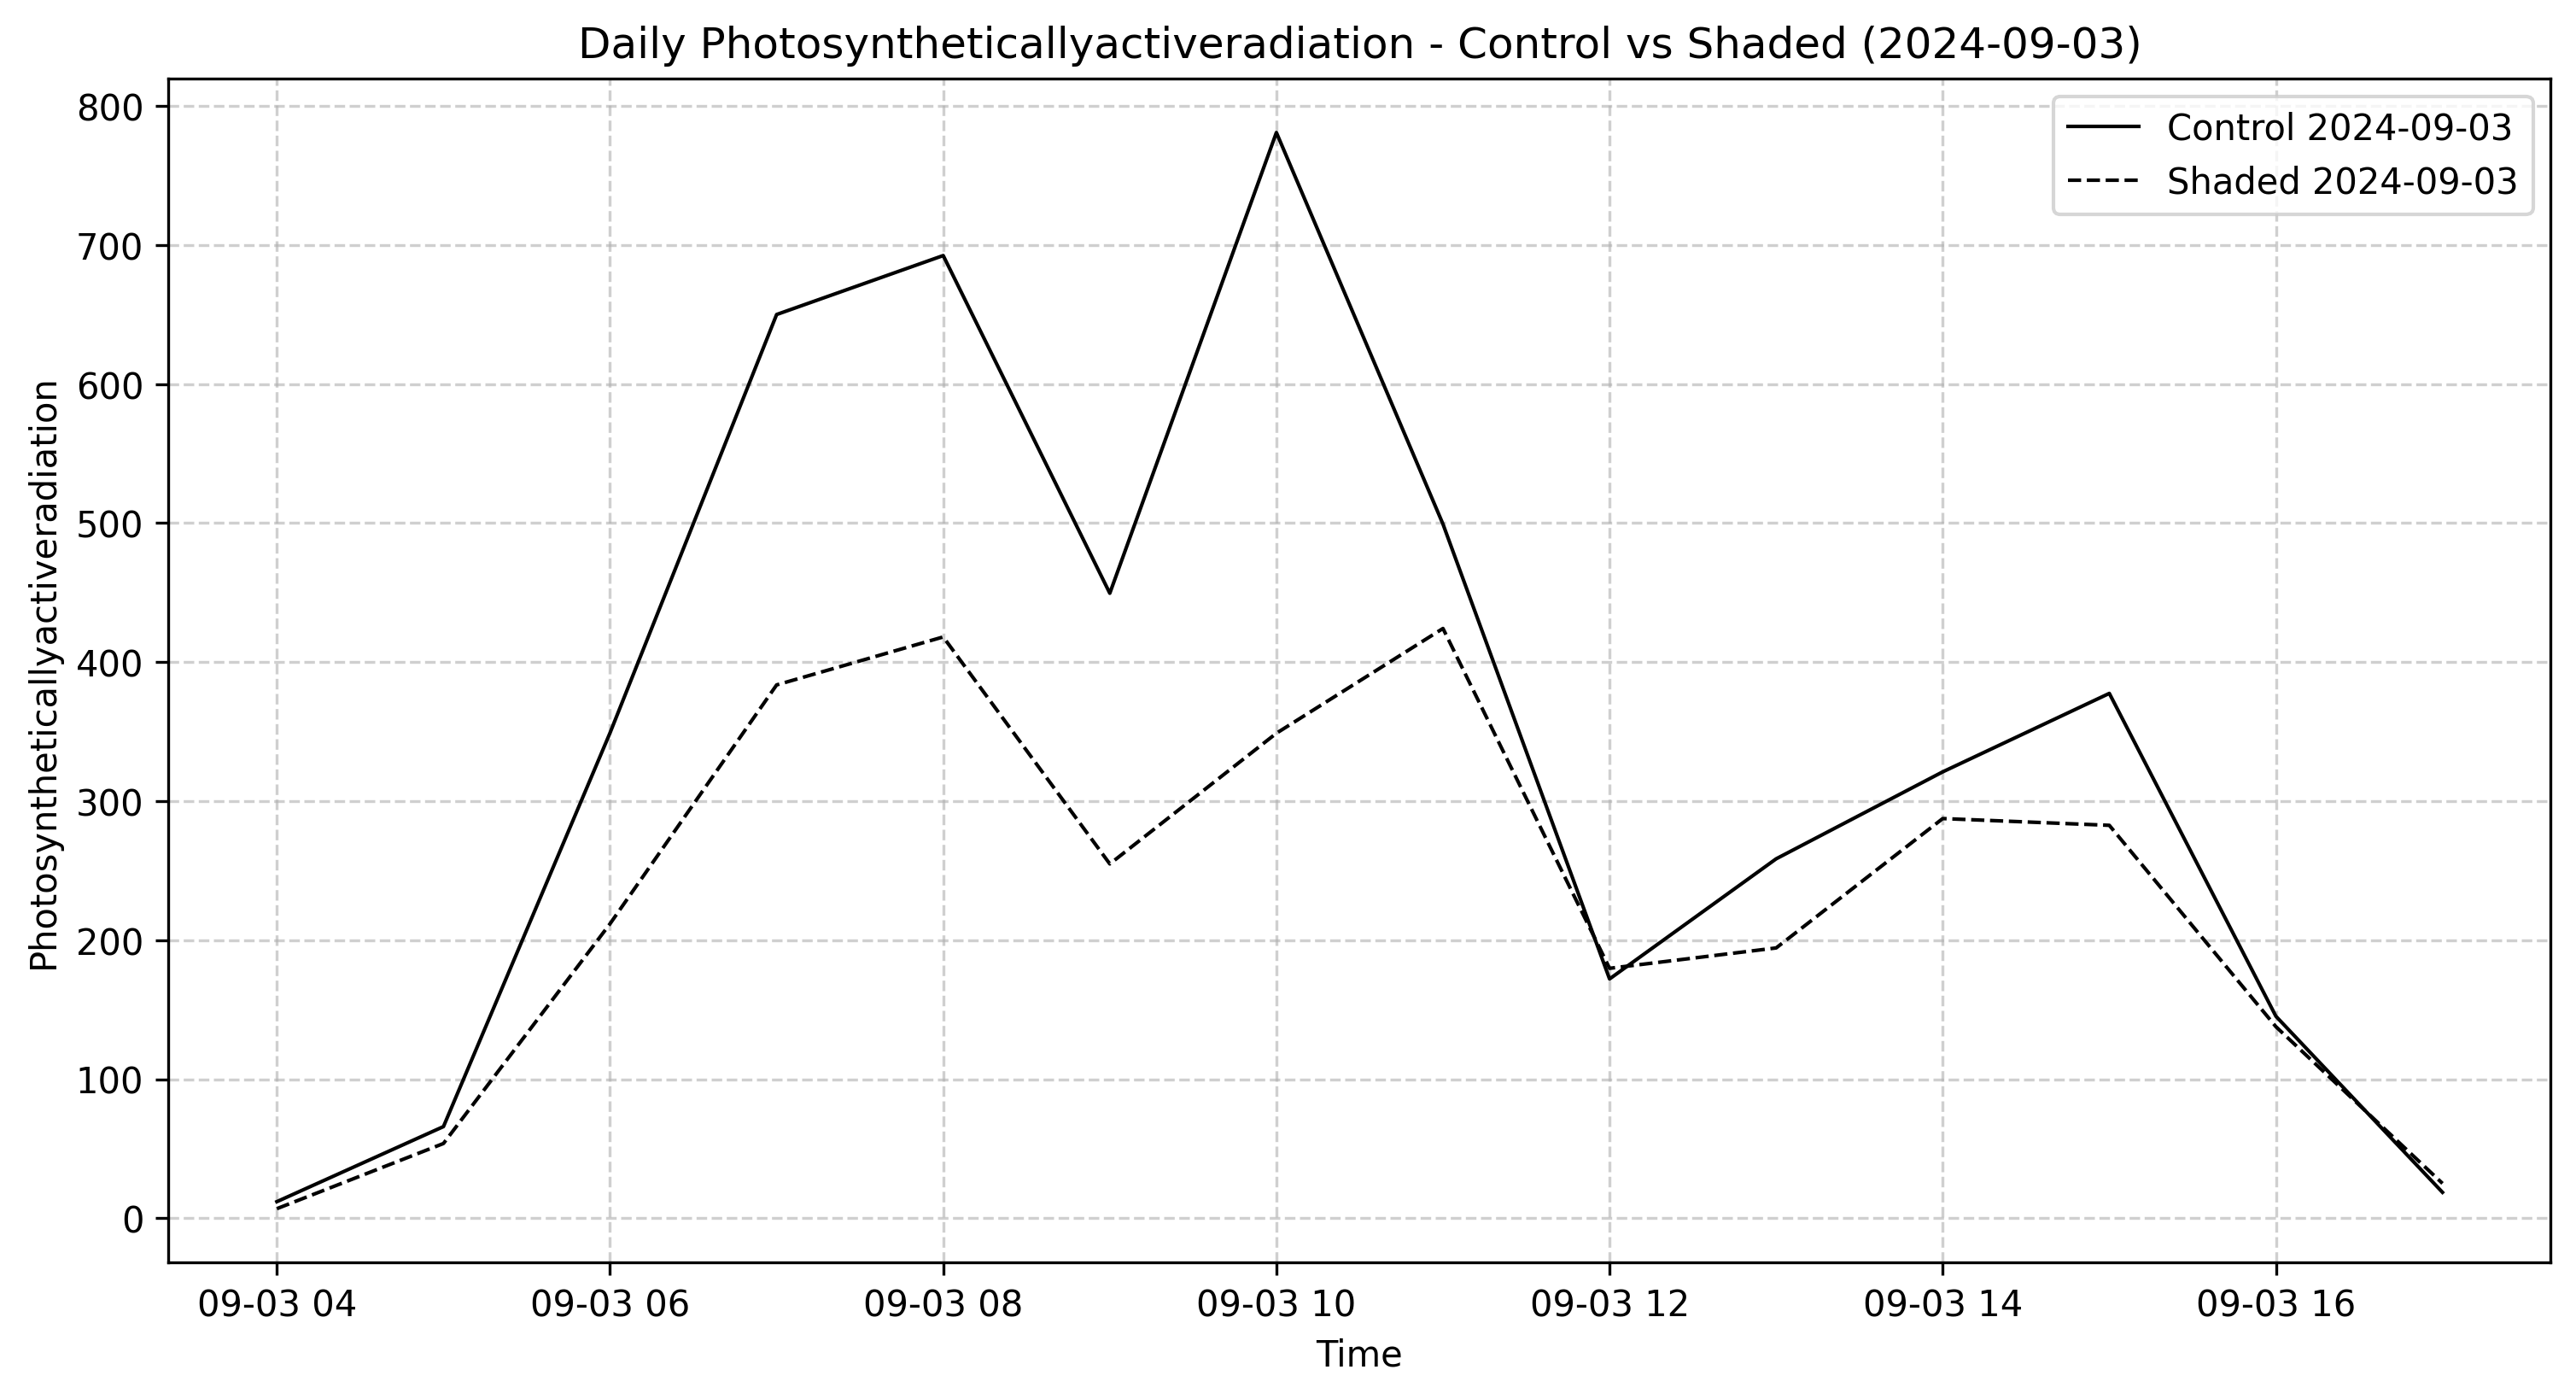 Daily Photosyntheticallyactiveradiation - Control vs Shaded (2024-09-03)
Control 2024-09-03
Shaded 2024-09-03
Photosyntheticallyactiveradiation
800
700
600
500
400
300
200
100
0
09-03 04 09-03 06 09-03 08 09-03 10 09-03 12 09-03 14 09-03 16
Time